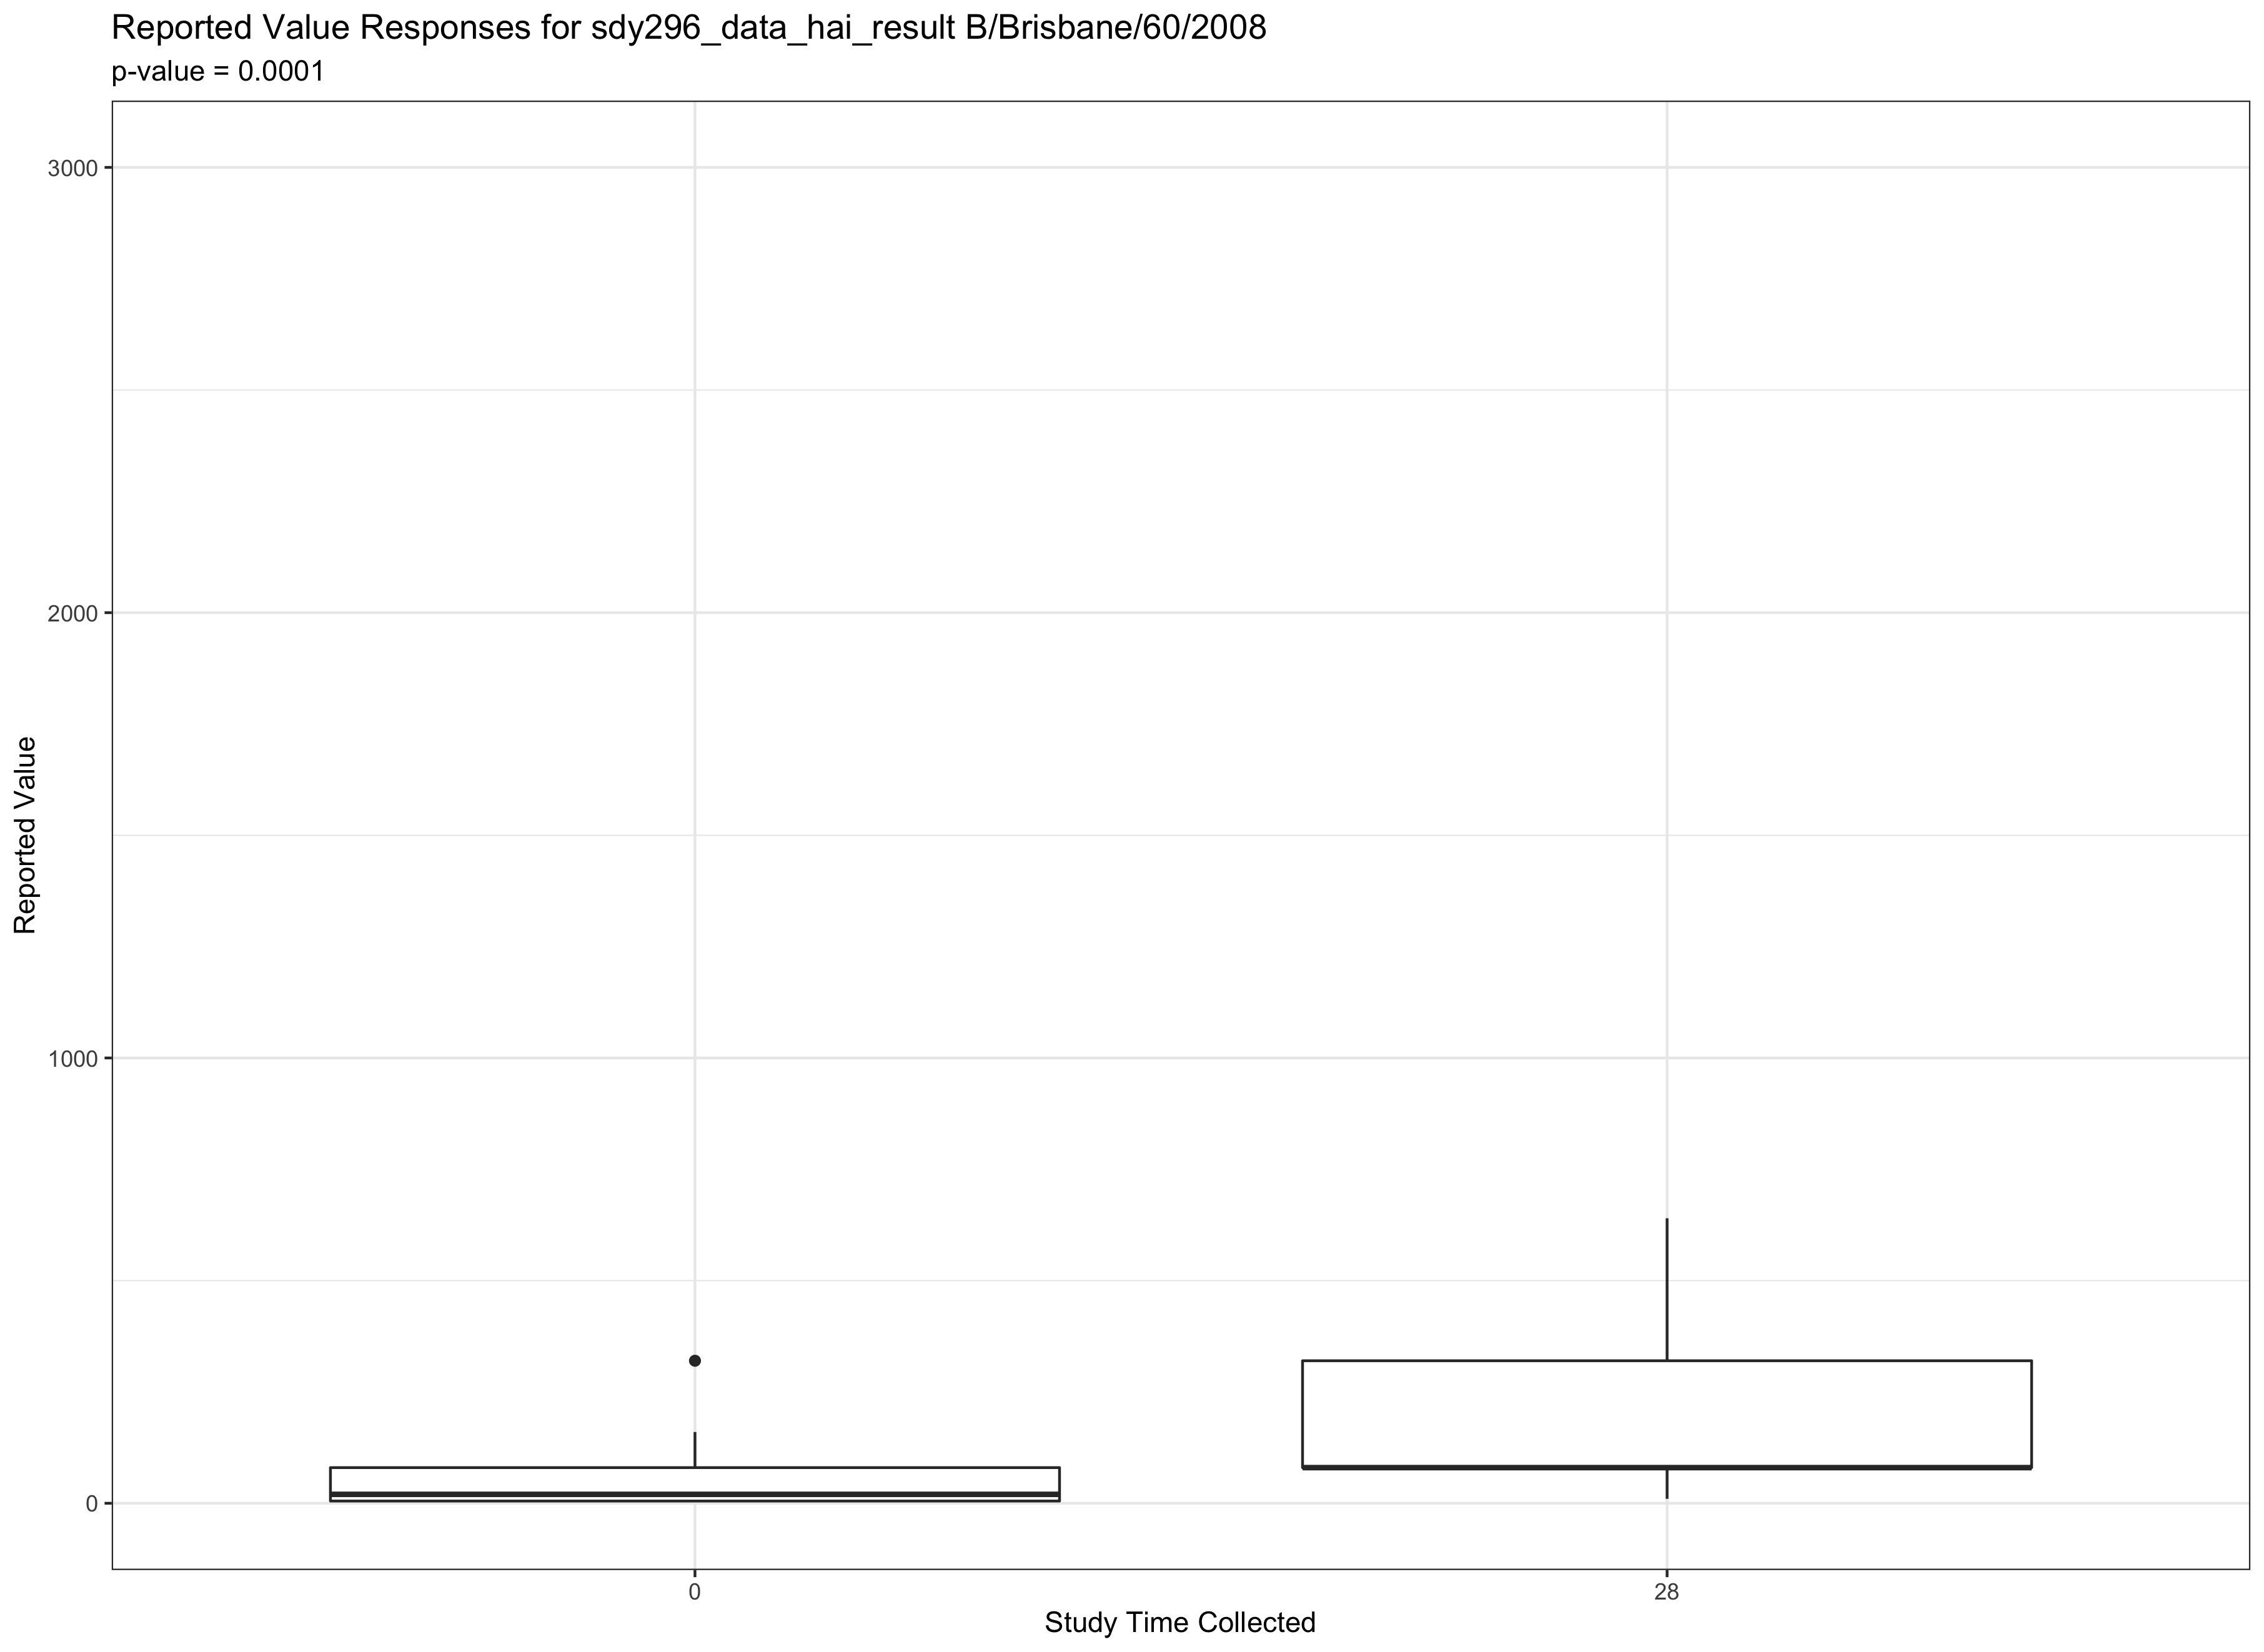 Reported Value Responses for sdy296_data_hai_result B/Brisbane/60/2008
p-value = 0.0001
Reported Value
3000
2000
1000
0
0 28
Study Time Collected